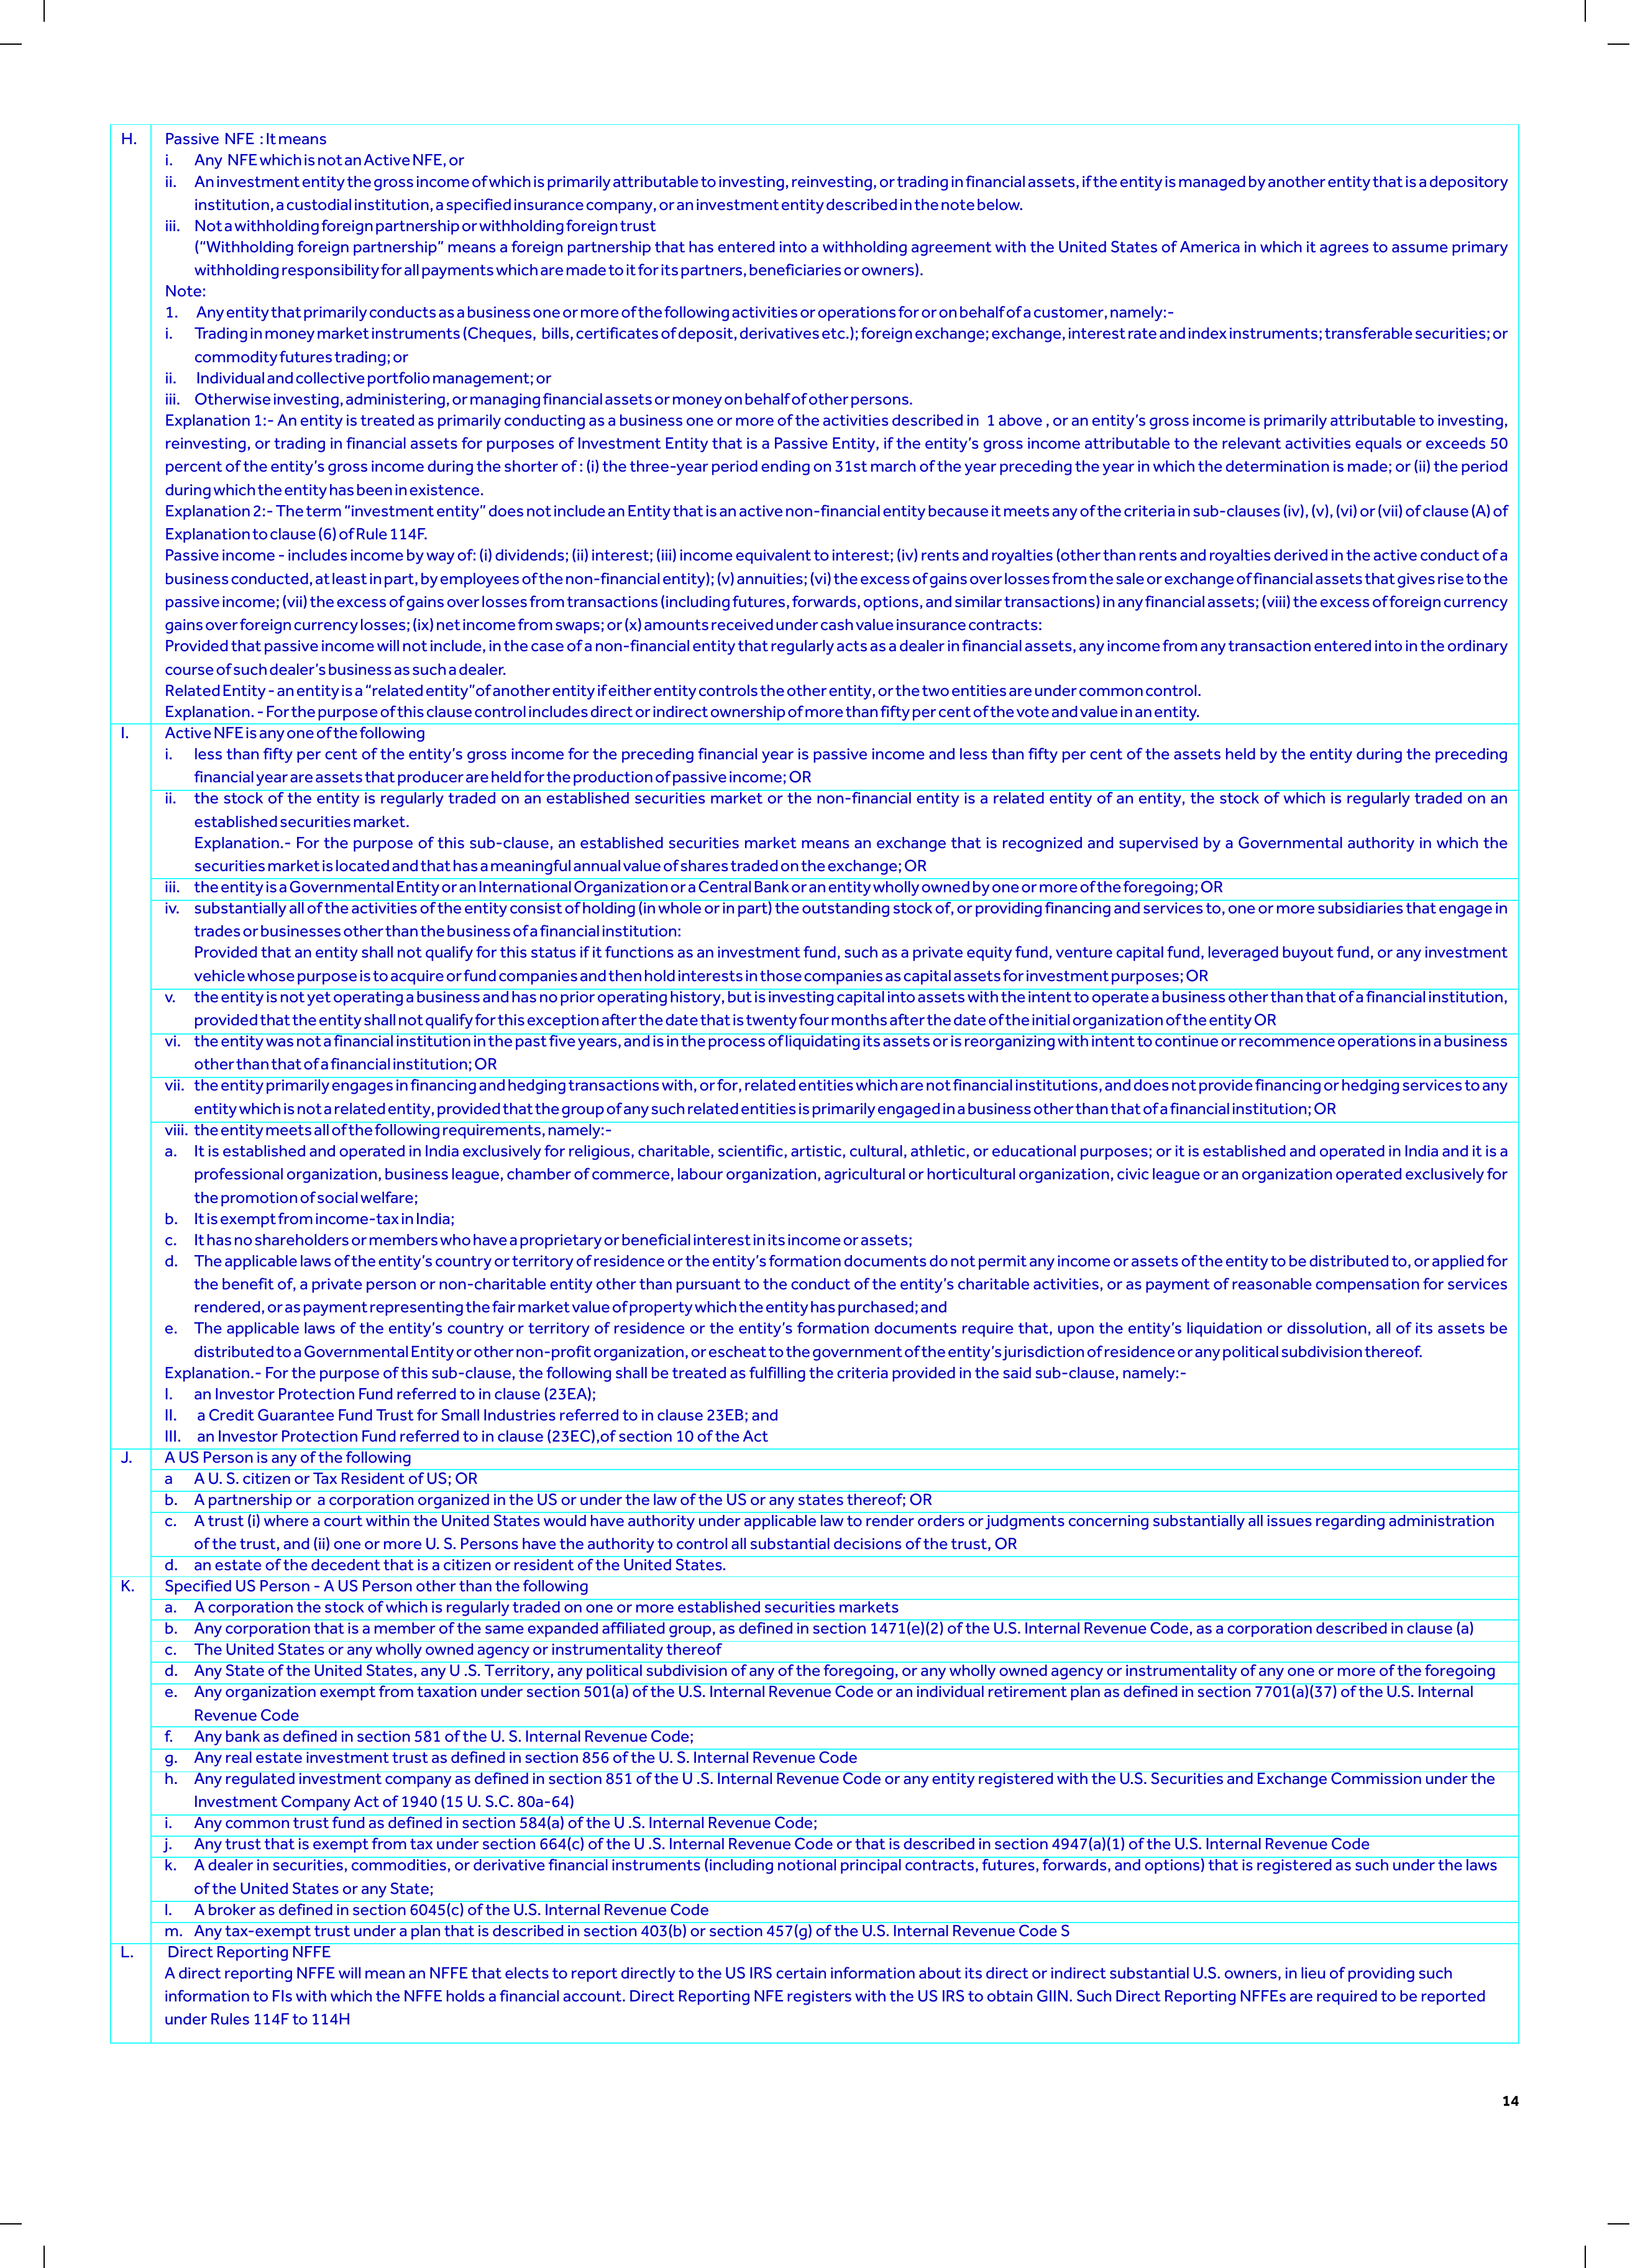 H. Passive NFE : It means
i. Any NFE which is not an Active NFE, or
ii. An investment entity the gross income of which is primarily attributable to investing, reinvesting, or trading in financial assets, if the entity is managed by another entity that is a depository
institution, a custodial institution, a specified insurance company, or an investment entity described in the note below.
iii. Not a withholding foreign partnership or withholding foreign trust
("Withholding foreign partnership" means a foreign partnership that has entered into a withholding agreement with the United States of America in which it agrees to assume primary
withholding responsibility for all payments which are made to it for its partners, beneficiaries or owners).
Note:
1. Any entity that primarily conducts as a business one or more of the following activities or operations for or on behalf of a customer, namely:-
i. Trading in money market instruments (Cheques, bills, certificates of deposit, derivatives etc.); foreign exchange; exchange, interest rate and index instruments; transferable securities; or
commodity futures trading; or
ii. Individual and collective portfolio management; or
iii. Otherwise investing, administering, or managing financial assets or money on behalf of other persons.
Explanation 1:- An entity is treated as primarily conducting as a business one or more of the activities described in 1 above , or an entity's gross income is primarily attributable to investing,
reinvesting, or trading in financial assets for purposes of Investment Entity that is a Passive Entity, if the entity's gross income attributable to the relevant activities equals or exceeds 50
percent of the entity's gross income during the shorter of : (i) the three-year period ending on 31st march of the year preceding the year in which the determination is made; or (ii) the period
during which the entity has been in existence.
Explanation 2:- The term "investment entity" does not include an Entity that is an active non-financial entity because it meets any of the criteria in sub-clauses (iv), (v), (vi) or (vii) of clause (A) of
Explanation to clause (6) of Rule 114F.
Passive income - includes income by way of: (i) dividends; (ii) interest; (iii) income equivalent to interest; (iv) rents and royalties (other than rents and royalties derived in the active conduct of a
business conducted, at least in part, by employees of the non-financial entity); (v) annuities; (vi) the excess of gains over losses from the sale or exchange of financial assets that gives rise to the
passive income; (vii) the excess of gains over losses from transactions (including futures, forwards, options, and similar transactions) in any financial assets; (viii) the excess of foreign currency
gains over foreign currency losses; (ix) net income from swaps; or (x) amounts received under cash value insurance contracts:
Provided that passive income will not include, in the case of a non-financial entity that regularly acts as a dealer in financial assets, any income from any transaction entered into in the ordinary
course of such dealer's business as such a dealer.
Related Entity - an entity is a "related entity"of another entity if either entity controls the other entity, or the two entities are under common control.
Explanation. - For the purpose of this clause control includes direct or indirect ownership of more than fifty per cent of the vote and value in an entity.
I. Active NFE is any one of the following
i. less than fifty per cent of the entity's gross income for the preceding financial year is passive income and less than fifty per cent of the assets held by the entity during the preceding
financial year are assets that producer are held for the production of passive income; OR
ii. the stock of the entity is regularly traded on an established securities market or the non-financial entity is a related entity of an entity, the stock of which is regularly traded on an
established securities market.
Explanation.- For the purpose of this sub-clause, an established securities market means an exchange that is recognized and supervised by a Governmental authority in which the
securities market is located and that has a meaningful annual value of shares traded on the exchange; OR
iii. the entity is a Governmental Entity or an International Organization or a Central Bank or an entity wholly owned by one or more of the foregoing; OR
iv. substantially all of the activities of the entity consist of holding (in whole or in part) the outstanding stock of, or providing financing and services to, one or more subsidiaries that engage in
trades or businesses other than the business of a financial institution:
Provided that an entity shall not qualify for this status if it functions as an investment fund, such as a private equity fund, venture capital fund, leveraged buyout fund, or any investment
vehicle whose purpose is to acquire or fund companies and then hold interests in those companies as capital assets for investment purposes; OR
v. the entity is not yet operating a business and has no prior operating history, but is investing capital into assets with the intent to operate a business other than that of a financial institution,
provided that the entity shall not qualify for this exception after the date that is twenty four months after the date of the initial organization of the entity OR
vi. the entity was not a financial institution in the past five years, and is in the process of liquidating its assets or is reorganizing with intent to continue or recommence operations in a business
other than that of a financial institution; OR
vii. the entity primarily engages in financing and hedging transactions with, or for, related entities which are not financial institutions, and does not provide financing or hedging services to any
entity which is not a related entity, provided that the group of any such related entities is primarily engaged in a business other than that of a financial institution; OR
viii. the entity meets all of the following requirements, namely:-
a. It is established and operated in India exclusively for religious, charitable, scientific, artistic, cultural, athletic, or educational purposes; or it is established and operated in India and it is a
professional organization, business league, chamber of commerce, labour organization, agricultural or horticultural organization, civic league or an organization operated exclusively for
the promotion of social welfare;
b. It is exempt from income-tax in India;
c. It has no shareholders or members who have a proprietary or beneficial interest in its income or assets;
d. The applicable laws of the entity's country or territory of residence or the entity's formation documents do not permit any income or assets of the entity to be distributed to, or applied for
the benefit of, a private person or non-charitable entity other than pursuant to the conduct of the entity's charitable activities, or as payment of reasonable compensation for services
rendered, or as payment representing the fair market value of property which the entity has purchased; and
e. The applicable laws of the entity's country or territory of residence or the entity's formation documents require that, upon the entity's liquidation or dissolution, all of its assets be
distributed to a Governmental Entity or other non-profit organization, or escheat to the government of the entity's jurisdiction of residence or any political subdivision thereof.
Explanation.- For the purpose of this sub-clause, the following shall be treated as fulfilling the criteria provided in the said sub-clause, namely:-
I. an Investor Protection Fund referred to in clause (23EA);
II. a Credit Guarantee Fund Trust for Small Industries referred to in clause 23EB; and
III. an Investor Protection Fund referred to in clause (23EC),of section 10 of the Act
J. A US Person is any of the following
a A U. S. citizen or Tax Resident of US; OR
b. A partnership or a corporation organized in the US or under the law of the US or any states thereof; OR
c. A trust (i) where a court within the United States would have authority under applicable law to render orders or judgments concerning substantially all issues regarding administration
of the trust, and (ii) one or more U. S. Persons have the authority to control all substantial decisions of the trust, OR
d. an estate of the decedent that is a citizen or resident of the United States.
K. Specified US Person - A US Person other than the following
a. A corporation the stock of which is regularly traded on one or more established securities markets
b. Any corporation that is a member of the same expanded affiliated group, as defined in section 1471(e)(2) of the U.S. Internal Revenue Code, as a corporation described in clause (a)
c. The United States or any wholly owned agency or instrumentality thereof
d. Any State of the United States, any U .S. Territory, any political subdivision of any of the foregoing, or any wholly owned agency or instrumentality of any one or more of the foregoing
e. Any organization exempt from taxation under section 501(a) of the U.S. Internal Revenue Code or an individual retirement plan as defined in section 7701(a)(37) of the U.S. Internal
Revenue Code
f. Any bank as defined in section 581 of the U. S. Internal Revenue Code;
g. Any real estate investment trust as defined in section 856 of the U. S. Internal Revenue Code
h. Any regulated investment company as defined in section 851 of the U .S. Internal Revenue Code or any entity registered with the U.S. Securities and Exchange Commission under the
Investment Company Act of 1940 (15 U. S.C. 80a-64)
i. Any common trust fund as defined in section 584(a) of the U .S. Internal Revenue Code;
j. Any trust that is exempt from tax under section 664(c) of the U .S. Internal Revenue Code or that is described in section 4947(a)(1) of the U.S. Internal Revenue Code
k. A dealer in securities, commodities, or derivative financial instruments (including notional principal contracts, futures, forwards, and options) that is registered as such under the laws
of the United States or any State;
l. A broker as defined in section 6045(c) of the U.S. Internal Revenue Code
m. Any tax-exempt trust under a plan that is described in section 403(b) or section 457(g) of the U.S. Internal Revenue Code S
L. Direct Reporting NFFE
A direct reporting NFFE will mean an NFFE that elects to report directly to the US IRS certain information about its direct or indirect substantial U.S. owners, in lieu of providing such
information to FIs with which the NFFE holds a financial account. Direct Reporting NFE registers with the US IRS to obtain GIIN. Such Direct Reporting NFFEs are required to be reported
under Rules 114F to 114H
14